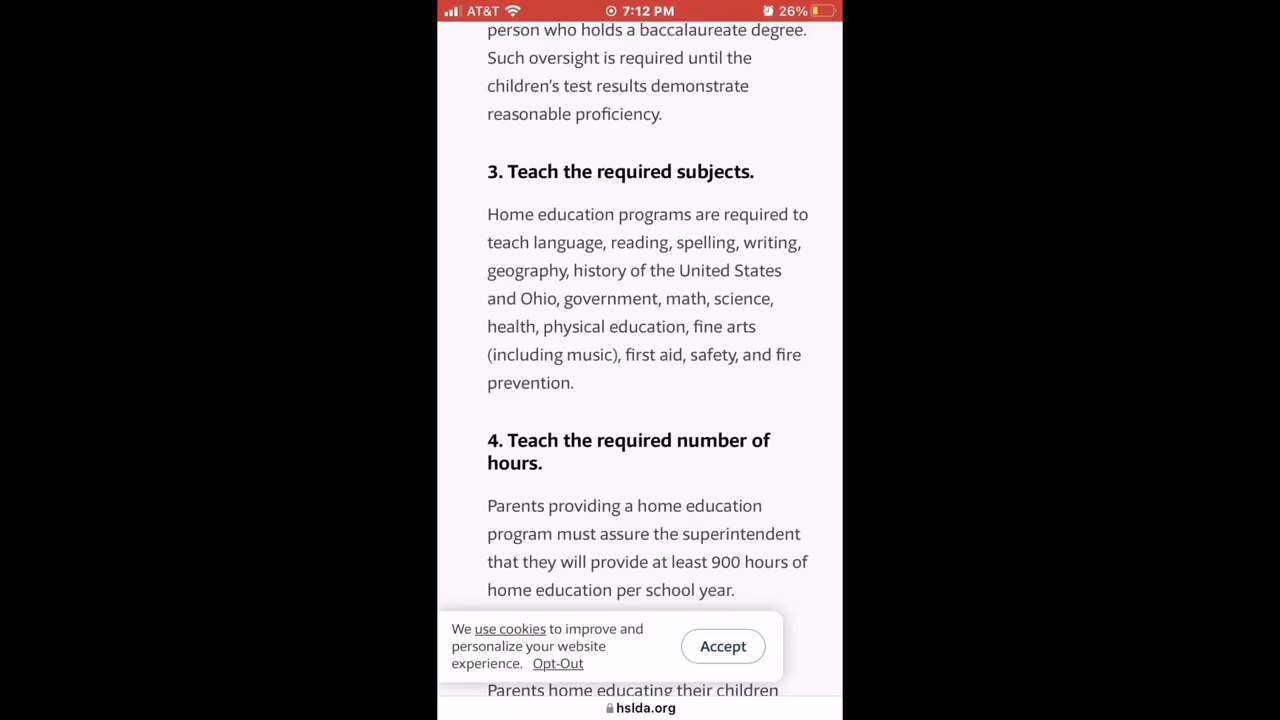 AT&T 7:12 PM 26%
person who holds a baccalaureate degree.
Such oversight is required until the
children's test results demonstrate
reasonable proficiency.
3. Teach the required subjects.
Home education programs are required to
teach language, reading, spelling, writing,
geography, history of the United States
and Ohio, government, math, science,
health, physical education, fine arts
(including music), first aid, safety, and fire
prevention.
4. Teach the required number of
hours.
Parents providing a home education
program must assure the superintendent
that they will provide at least 900 hours of
home education per school year.
We use cookies to improve and
personalize your website
experience. Opt-Out
Accept
Parents home educating their children
hslda.org